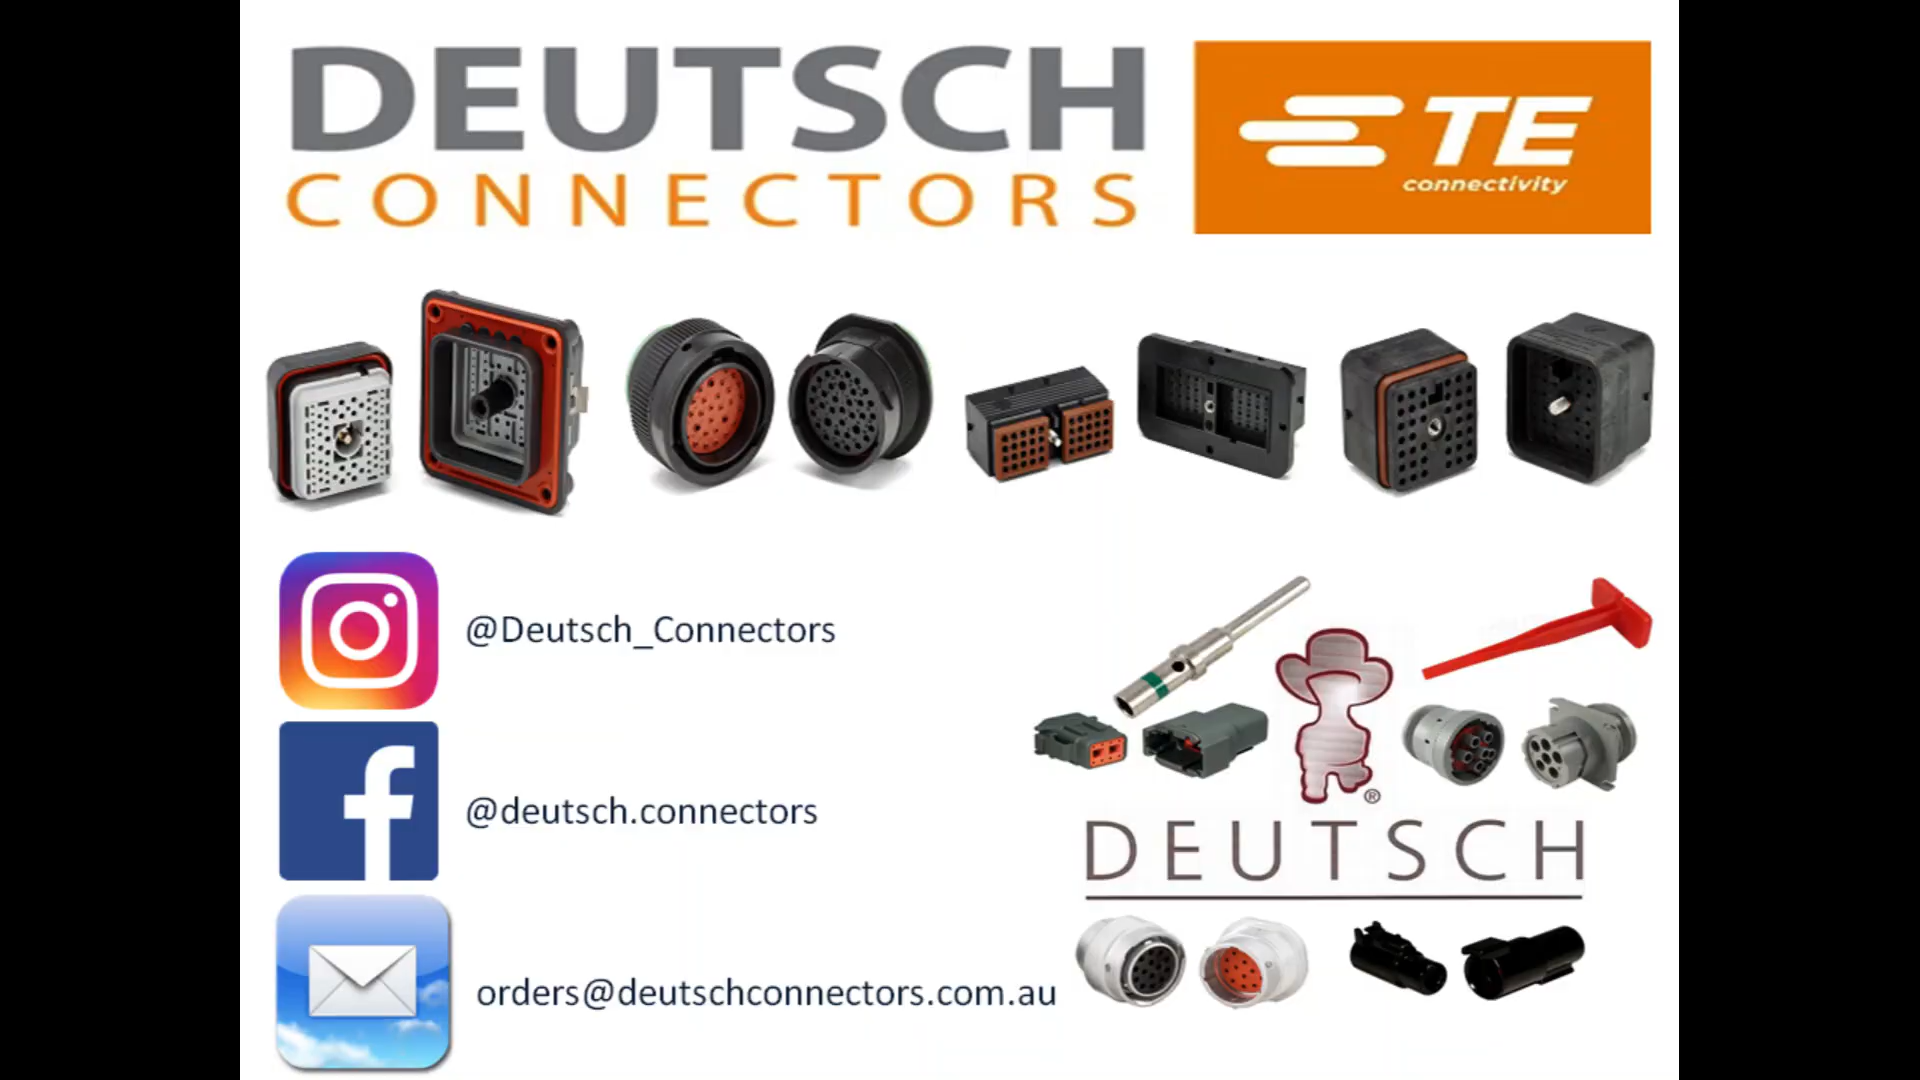 DEUTSCH
CONNECTORS
TE
connectivity
@Deutsch_Connectors
@deutsch.connectors
orders@deutschconnectors.com.au
®
DEUTSCH